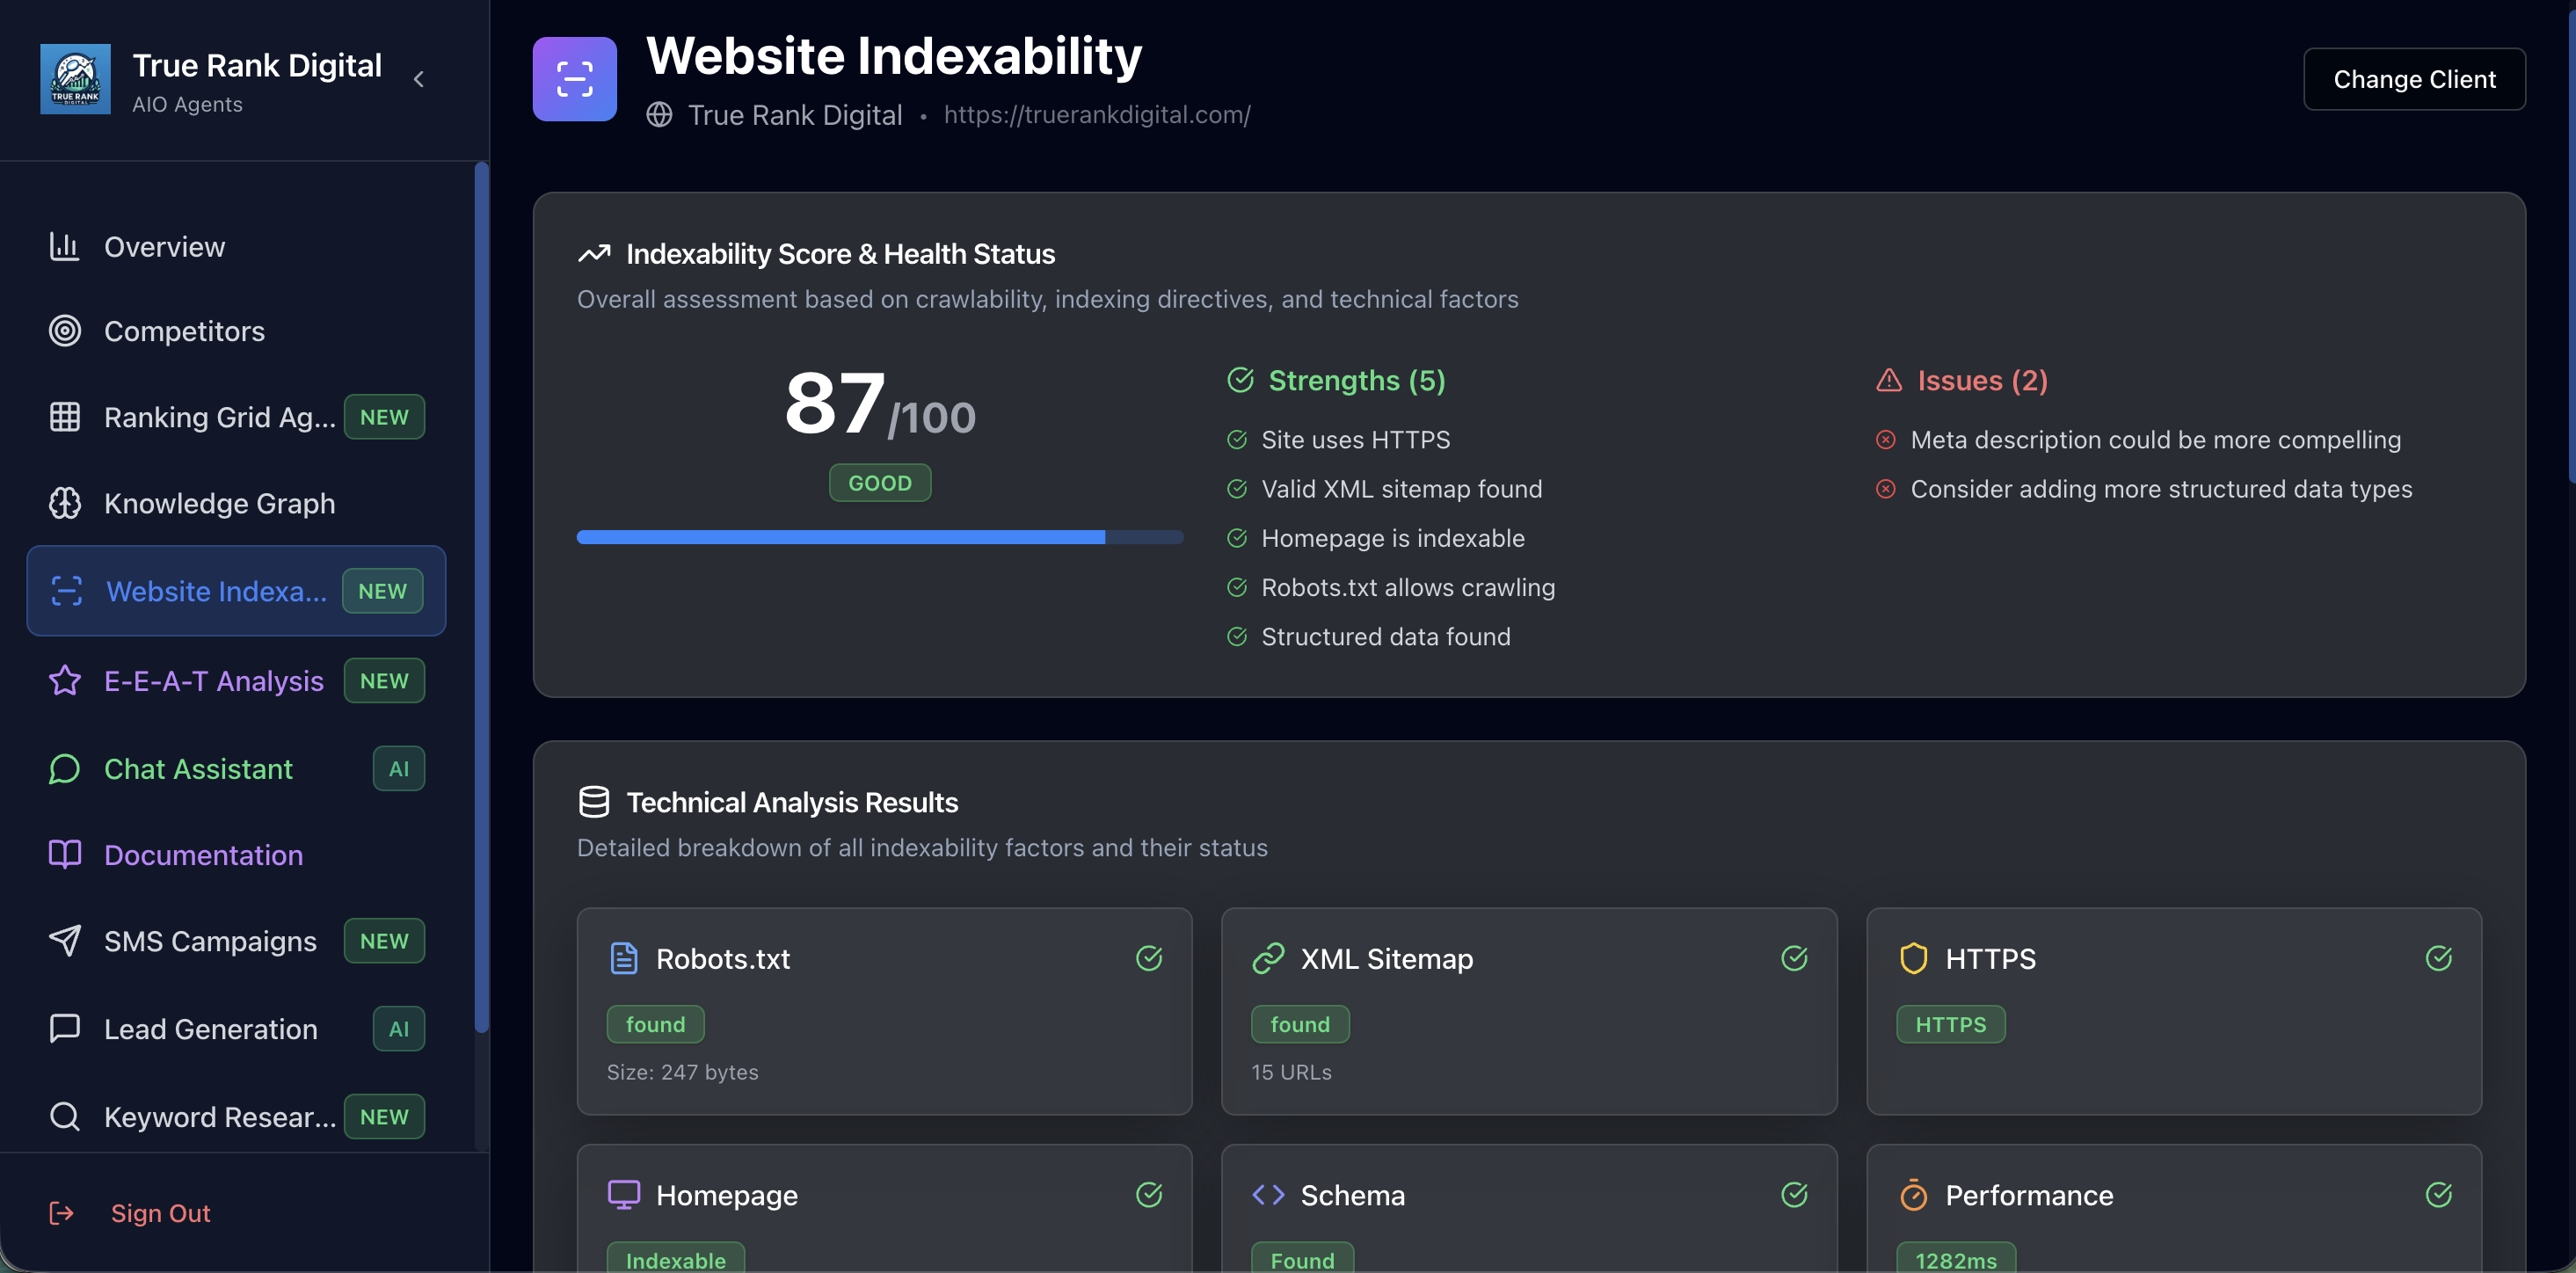 True Rank Digital
AIO Agents
TRUE RANK
DIGITAL
Overview
Competitors
Ranking Grid Ag... NEW
Knowledge Graph
Website Indexa... NEW
E-E-A-T Analysis NEW
Chat Assistant AI
Documentation
SMS Campaigns NEW
Lead Generation AI
Keyword Resear... NEW
Sign Out
Website Indexability
True Rank Digital • https://truerankdigital.com/
Change Client
Indexability Score & Health Status
Overall assessment based on crawlability, indexing directives, and technical factors
87/100
GOOD
Strengths (5)
Site uses HTTPS
Valid XML sitemap found
Homepage is indexable
Robots.txt allows crawling
Structured data found
Issues (2)
Meta description could be more compelling
Consider adding more structured data types
Technical Analysis Results
Detailed breakdown of all indexability factors and their status
Robots.txt
found
Size: 247 bytes
XML Sitemap
found
15 URLs
HTTPS
HTTPS
Homepage
Indexable
Schema
Found
Performance
1282ms